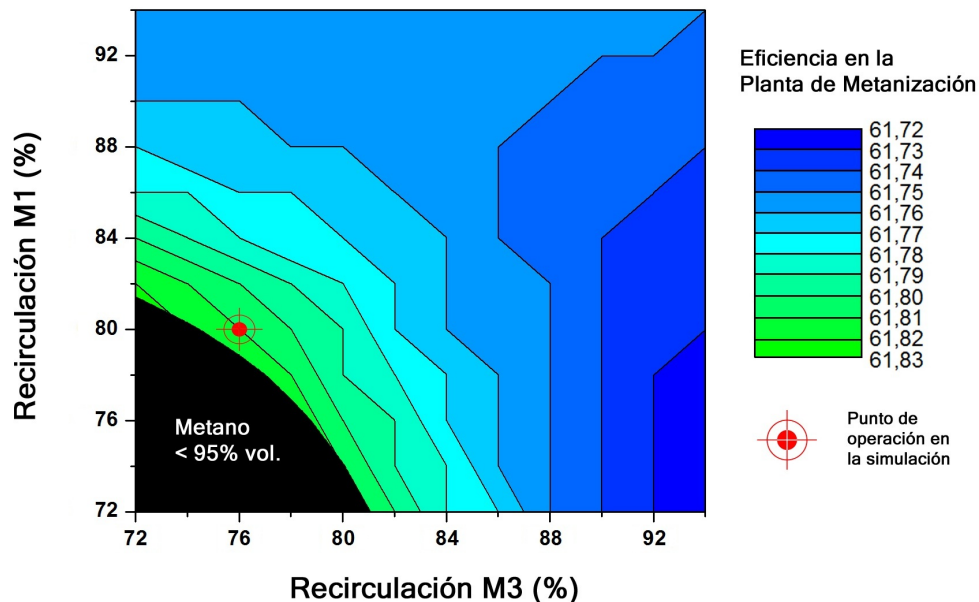 92
88
84
80
76
72
72
76
80
84
88
92
Recirculación M1 (%)
Recirculación M3 (%)
Metano
< 95% vol.
Eficiencia en la
Planta de Metanización
61,72
61,73
61,74
61,75
61,76
61,77
61,78
61,79
61,80
61,81
61,82
61,83
Punto de
operación en
la simulación